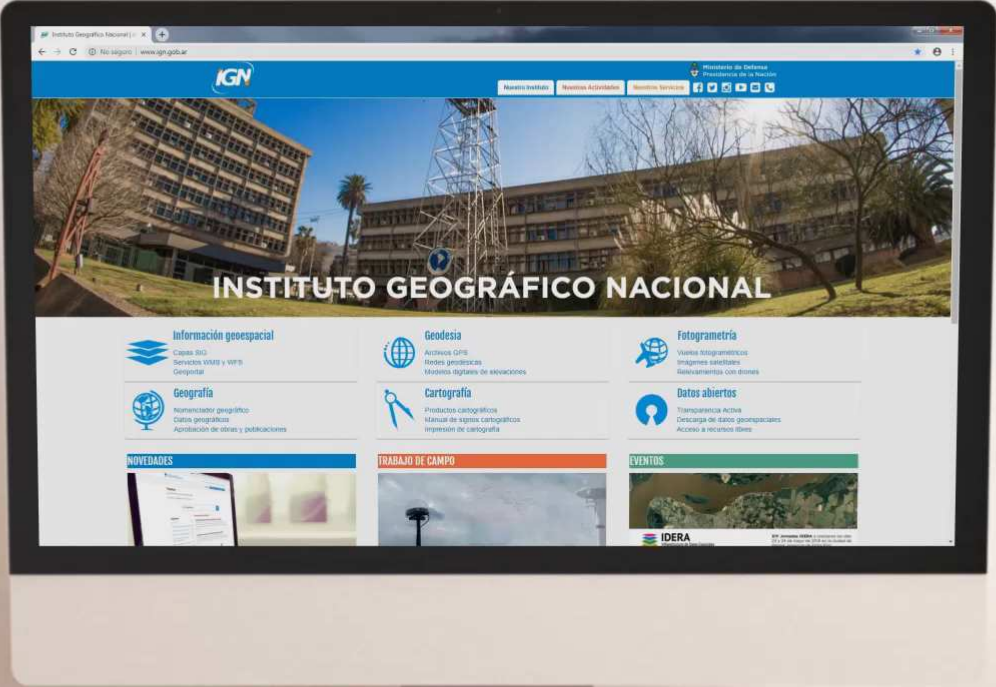 Instituto Geográfico Nacional |
No seguro | www.ign.gob.ar
IGN
Ministerio de Defensa
Presidencia de la Nación
Nuestro Instituto
Nuestras Actividades
Nuestros Servicios
INSTITUTO GEOGRÁFICO NACIONAL
Información geoespacial
Capas SIG
Servicios WMS y WFS
Geoportal
Geodesia
Archivos GPS
Redes geodésicas
Modelos digitales de elevaciones
Fotogrametría
Vuelos fotogramétricos
Imágenes satelitales
Relevamientos con drones
Geografía
Nomenclador geográfico
Datos geográficos
Aprobación de obras y publicaciones
Cartografía
Productos cartográficos
Manual de signos cartográficos
Impresión de cartografía
Datos abiertos
Transparencia Activa
Descarga de datos geoespaciales
Acceso a recursos libres
NOVEDADES
TRABAJO DE CAMPO
EVENTOS
IDERA